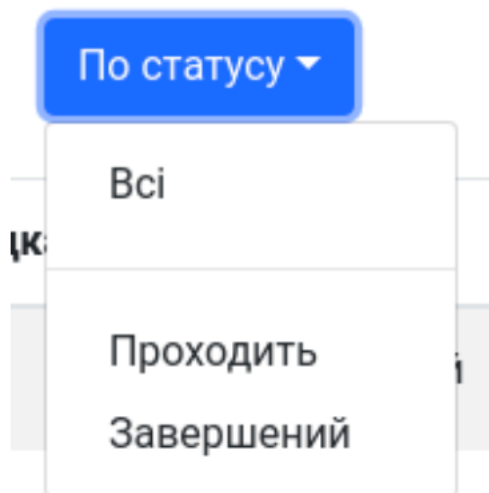 По статусу
Всі
Проходить
Завершений